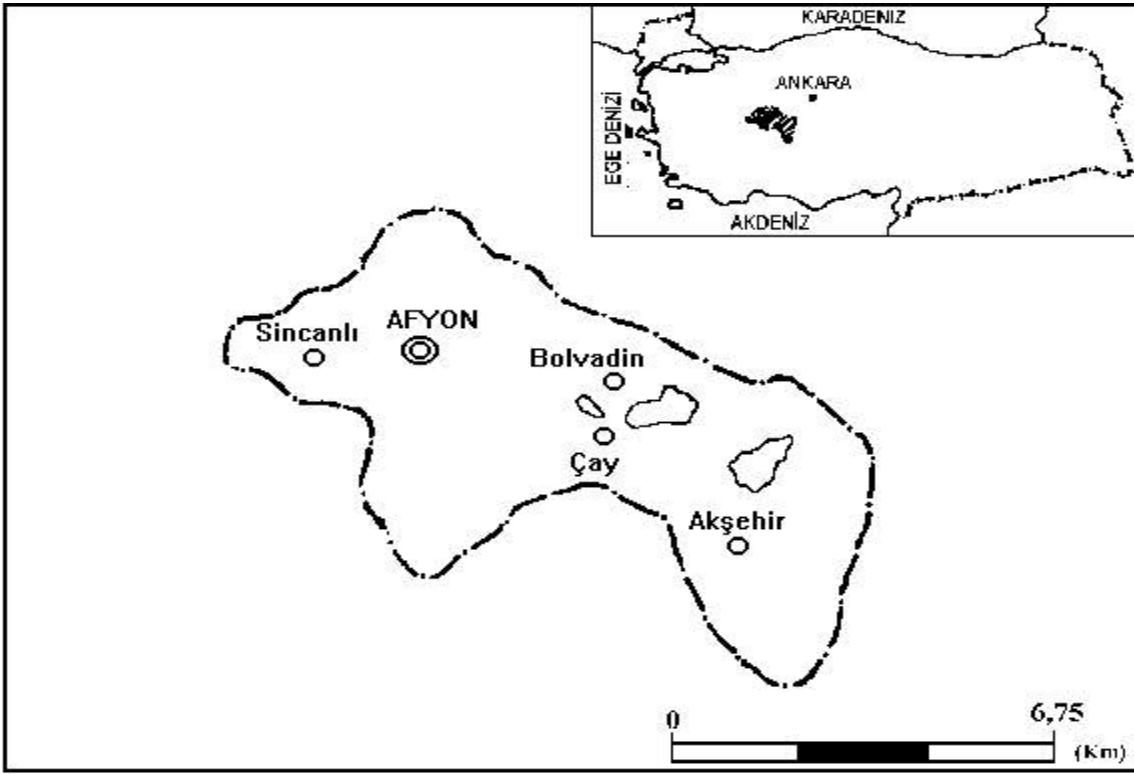 KARADENİZ
ANKARA
EGE DENİZİ
AKDENİZ
AFYON
Sincanlı
Bolvadin
Çay
Akşehir
0 6,75
(Km)